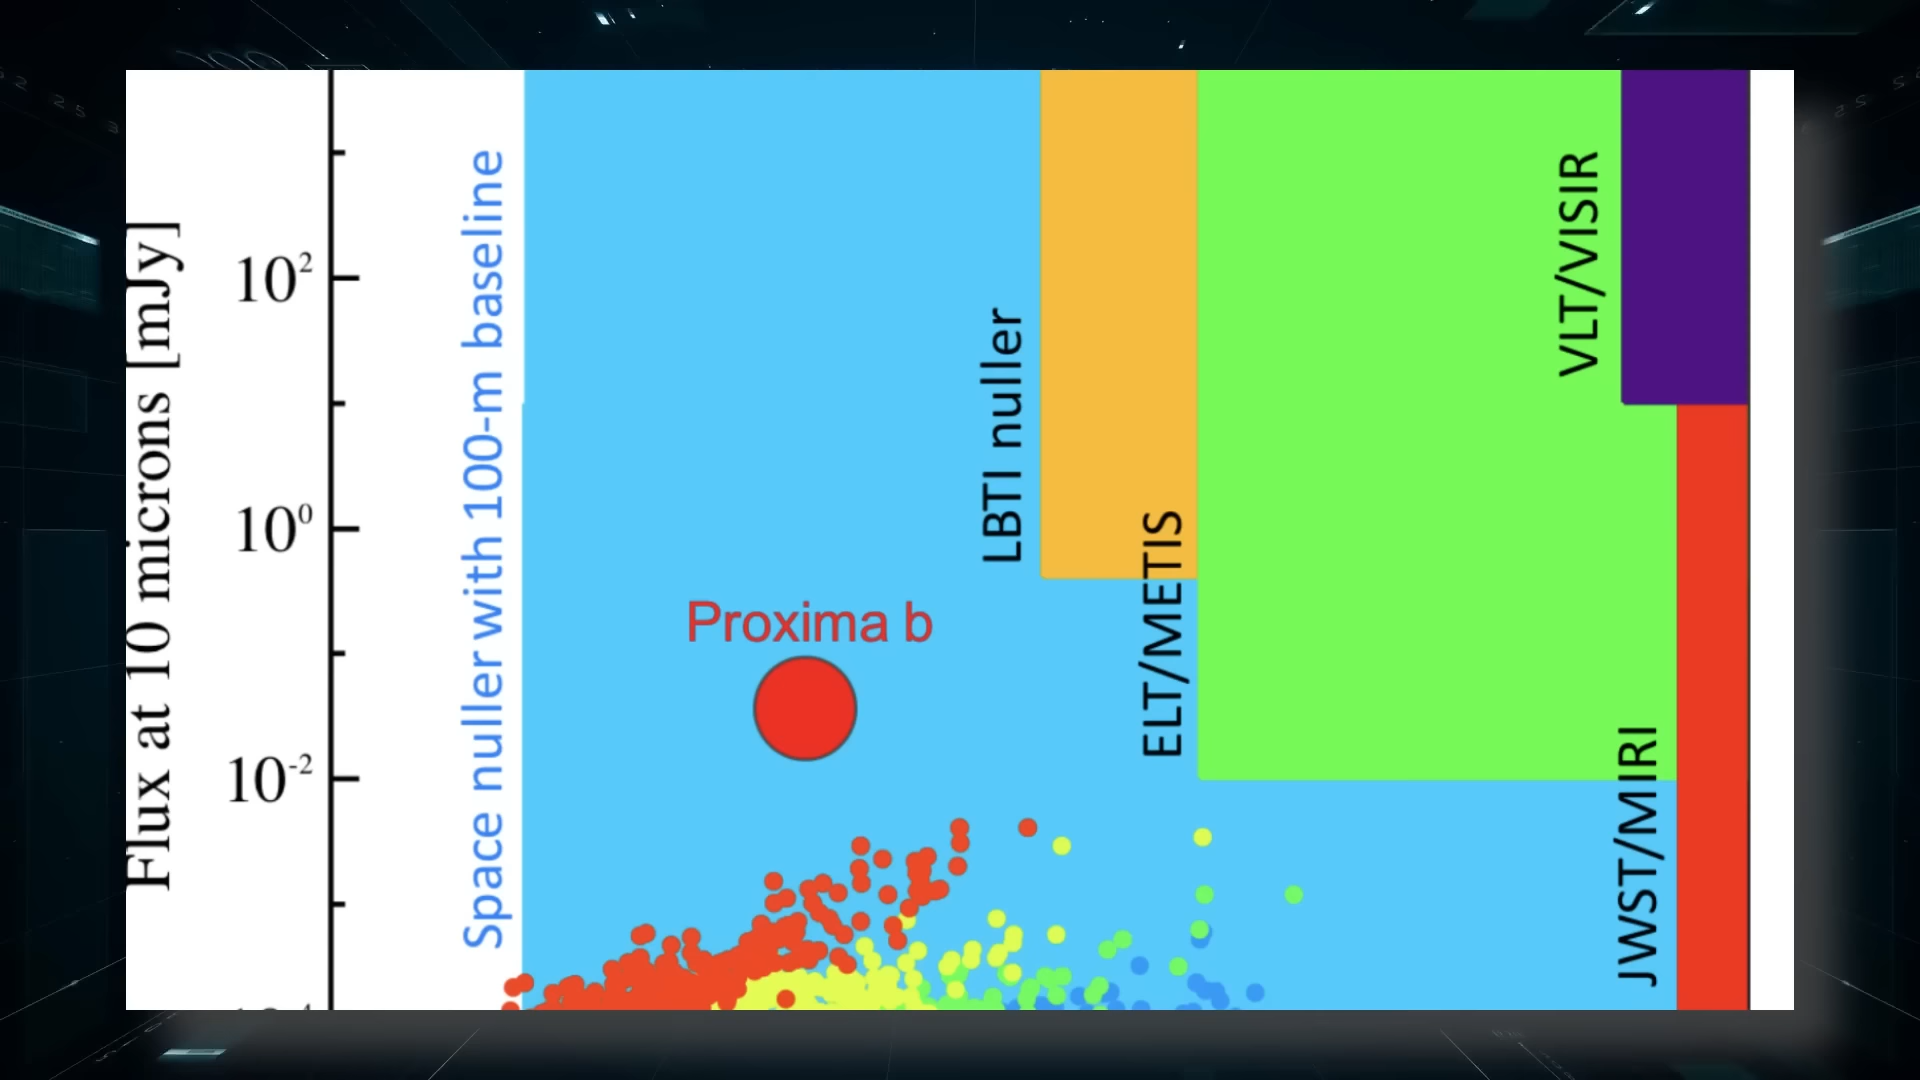 Flux at 10 microns [mJy]
10²
10⁰
10⁻²
Space nuller with 100-m baseline
LBTI nuller
ELT/METIS
VLT/VISIR
JWST/MIRI
Proxima b